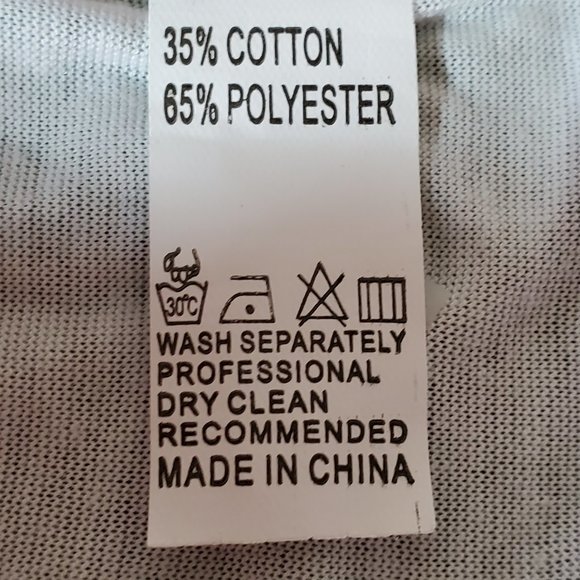 35% COTTON
65% POLYESTER
30°C
WASH SEPARATELY
PROFESSIONAL
DRY CLEAN
RECOMMENDED
MADE IN CHINA